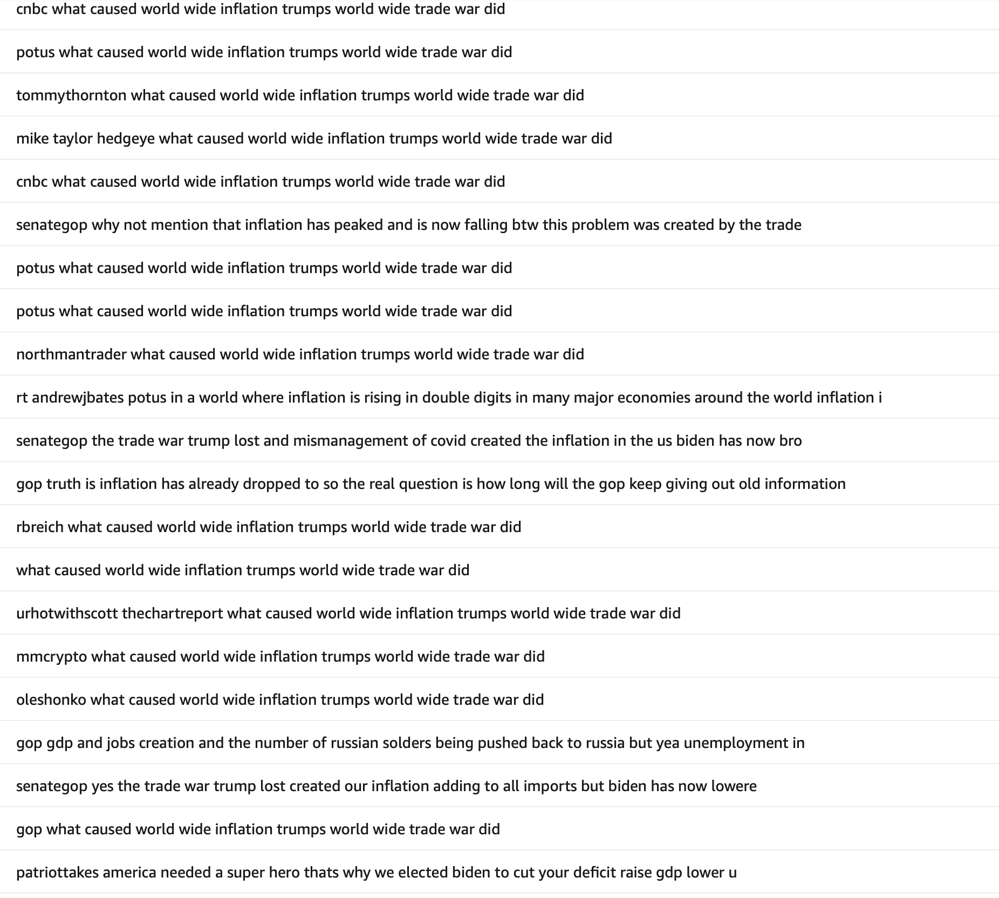 cnbc what caused world wide inflation trumps world wide trade war did
potus what caused world wide inflation trumps world wide trade war did
tommythornton what caused world wide inflation trumps world wide trade war did
mike taylor hedgeye what caused world wide inflation trumps world wide trade war did
cnbc what caused world wide inflation trumps world wide trade war did
senategop why not mention that inflation has peaked and is now falling btw this problem was created by the trade
potus what caused world wide inflation trumps world wide trade war did
potus what caused world wide inflation trumps world wide trade war did
northmantrader what caused world wide inflation trumps world wide trade war did
rt andrewjbates potus in a world where inflation is rising in double digits in many major economies around the world inflation i
senategop the trade war trump lost and mismanagement of covid created the inflation in the us biden has now bro
gop truth is inflation has already dropped to so the real question is how long will the gop keep giving out old information
rbreich what caused world wide inflation trumps world wide trade war did
what caused world wide inflation trumps world wide trade war did
urhotwithscott thechartreport what caused world wide inflation trumps world wide trade war did
mmcrypto what caused world wide inflation trumps world wide trade war did
oleshonko what caused world wide inflation trumps world wide trade war did
gop gdp and jobs creation and the number of russian solders being pushed back to russia but yea unemployment in
senategop yes the trade war trump lost created our inflation adding to all imports but biden has now lowere
gop what caused world wide inflation trumps world wide trade war did
patriottakes america needed a super hero thats why we elected biden to cut your deficit raise gdp lower u